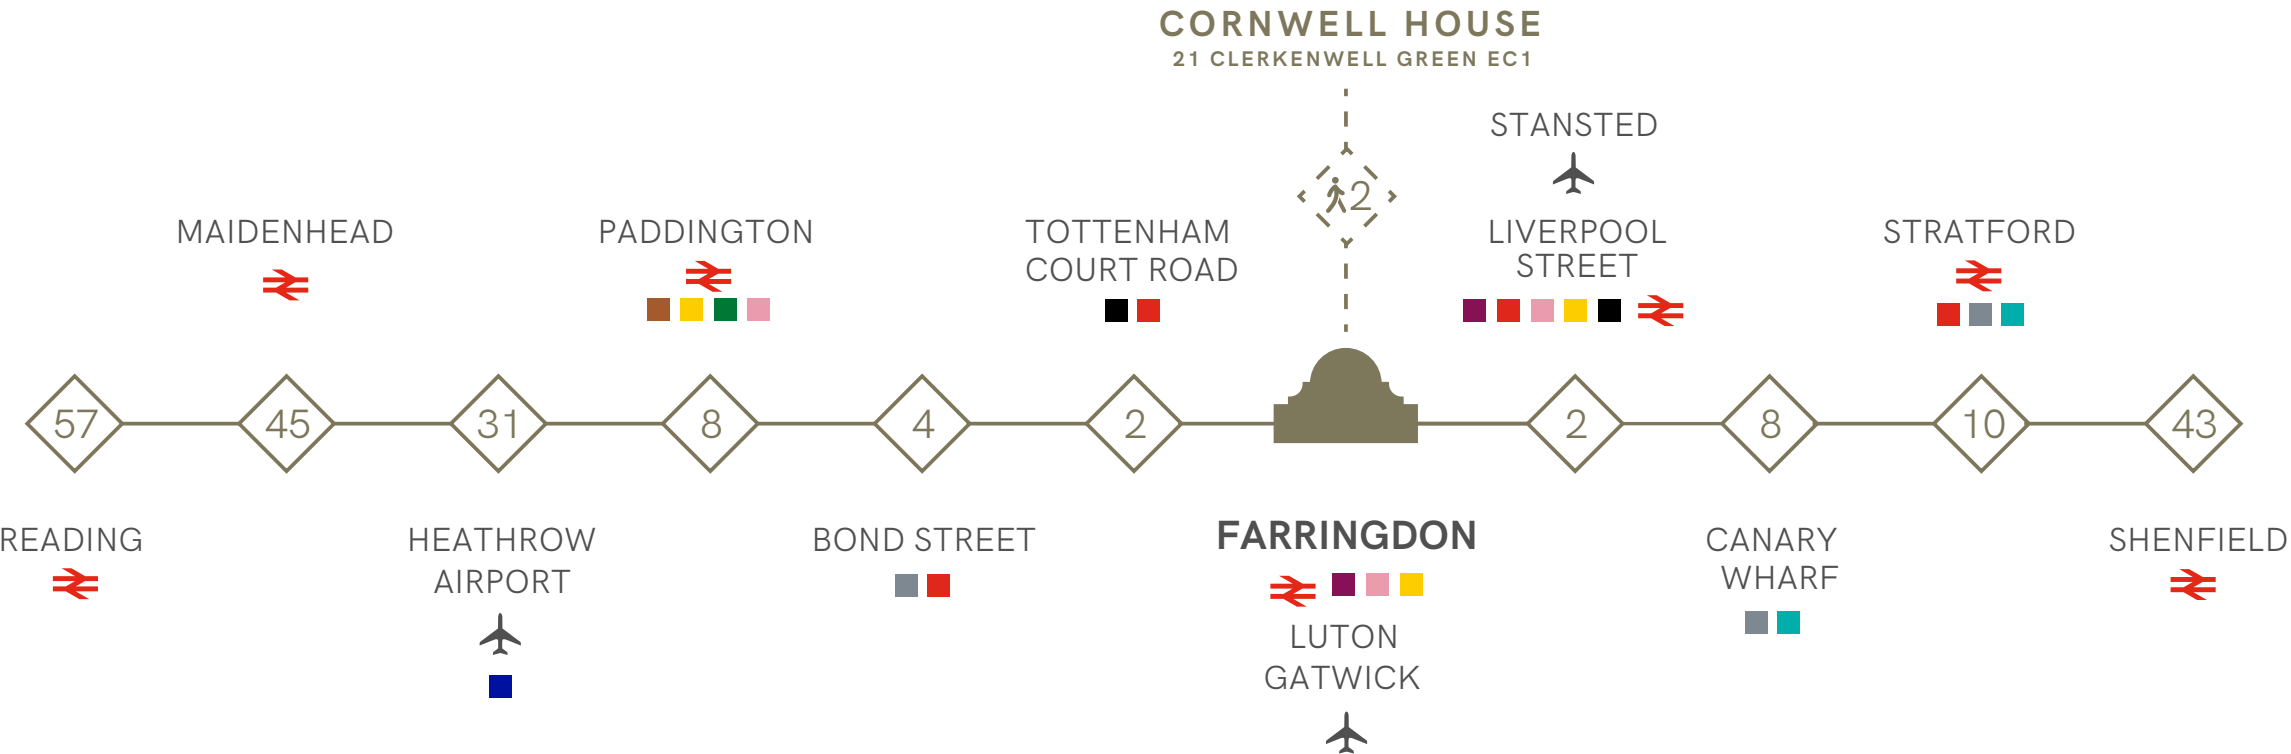 CORNWELL HOUSE
21 CLERKENWELL GREEN EC1
2
STANSTED
MAIDENHEAD
PADDINGTON
TOTTENHAM
COURT ROAD
LIVERPOOL
STREET
STRATFORD
57 45 31 8 4 2 2 8 10 43
READING
HEATHROW
AIRPORT
BOND STREET
FARRINGDON
LUTON
GATWICK
CANARY
WHARF
SHENFIELD